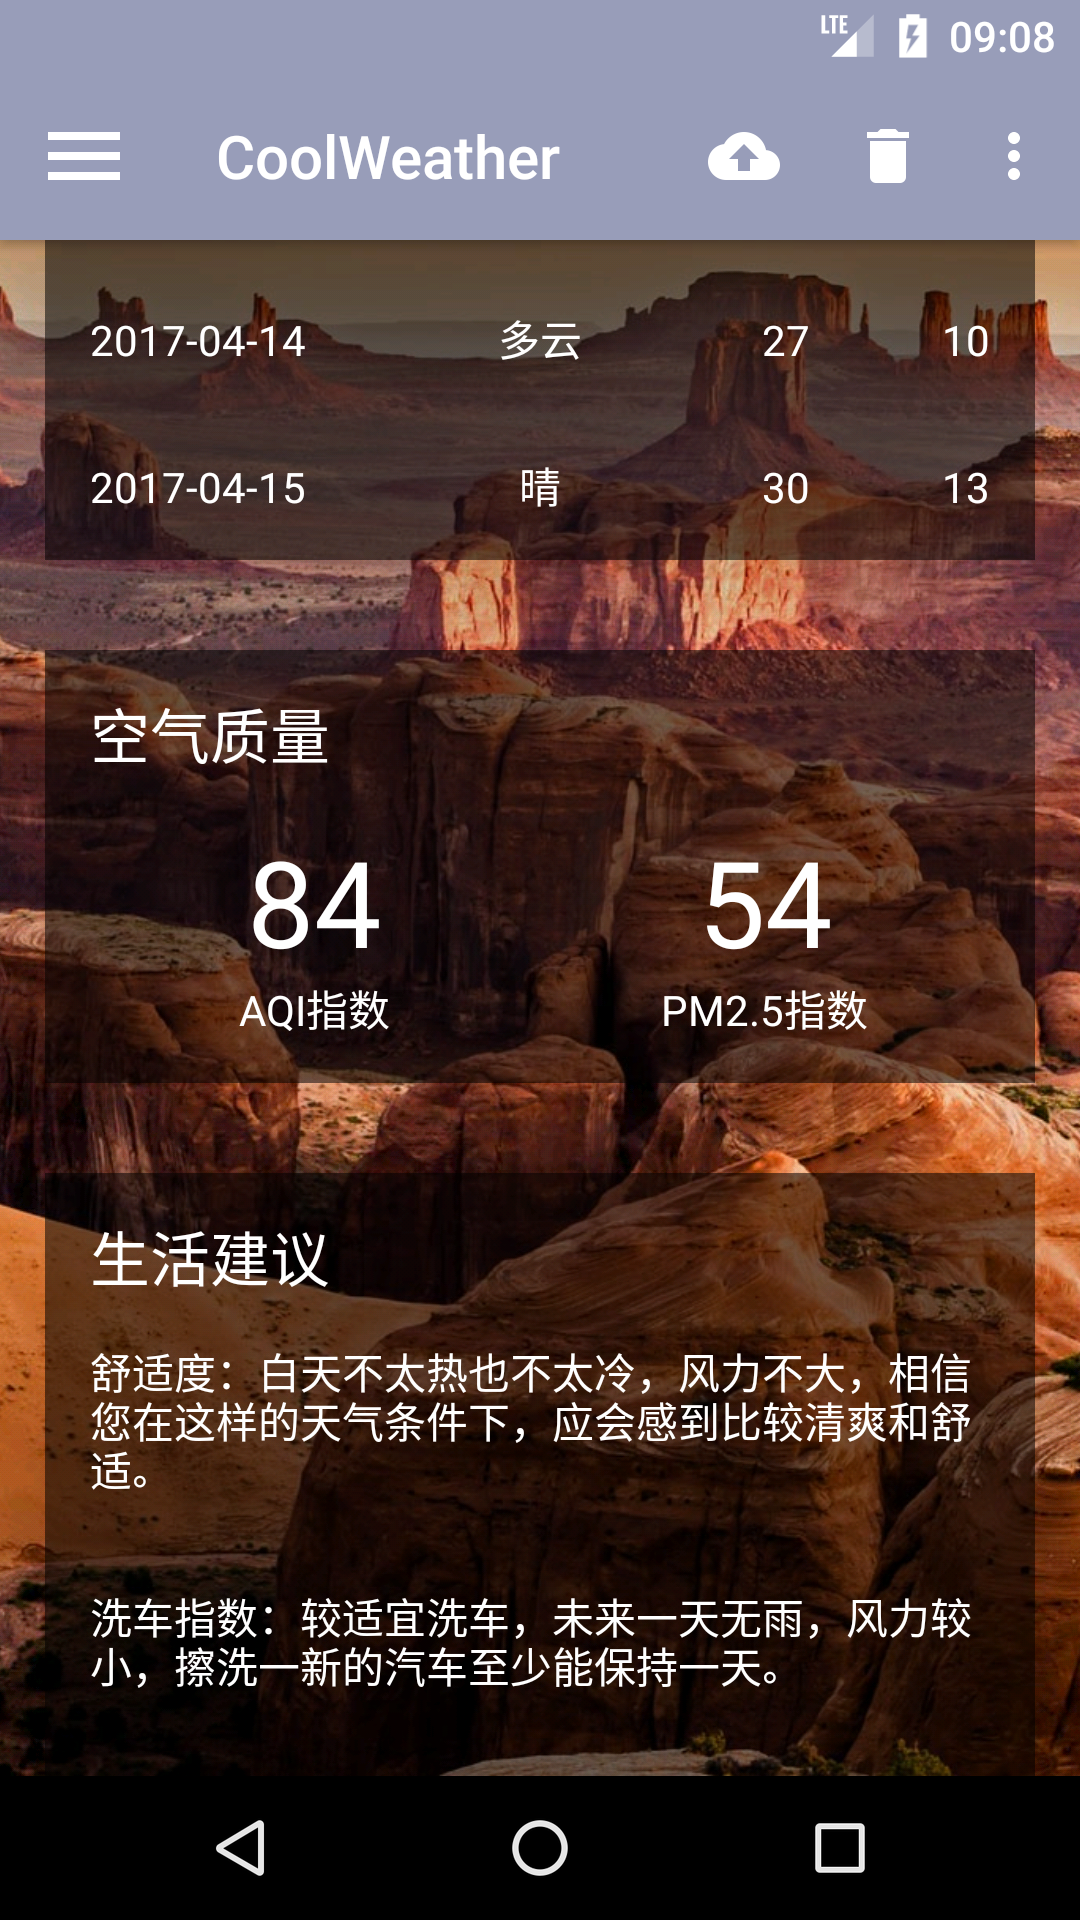 LTE 09:08
CoolWeather
2017-04-14 多云 27 10
2017-04-15 晴 30 13
空气质量
84 54
AQI指数 PM2.5指数
生活建议
舒适度：白天不太热也不太冷，风力不大，相信
您在这样的天气条件下，应会感到比较清爽和舒
适。
洗车指数：较适宜洗车，未来一天无雨，风力较
小，擦洗一新的汽车至少能保持一天。